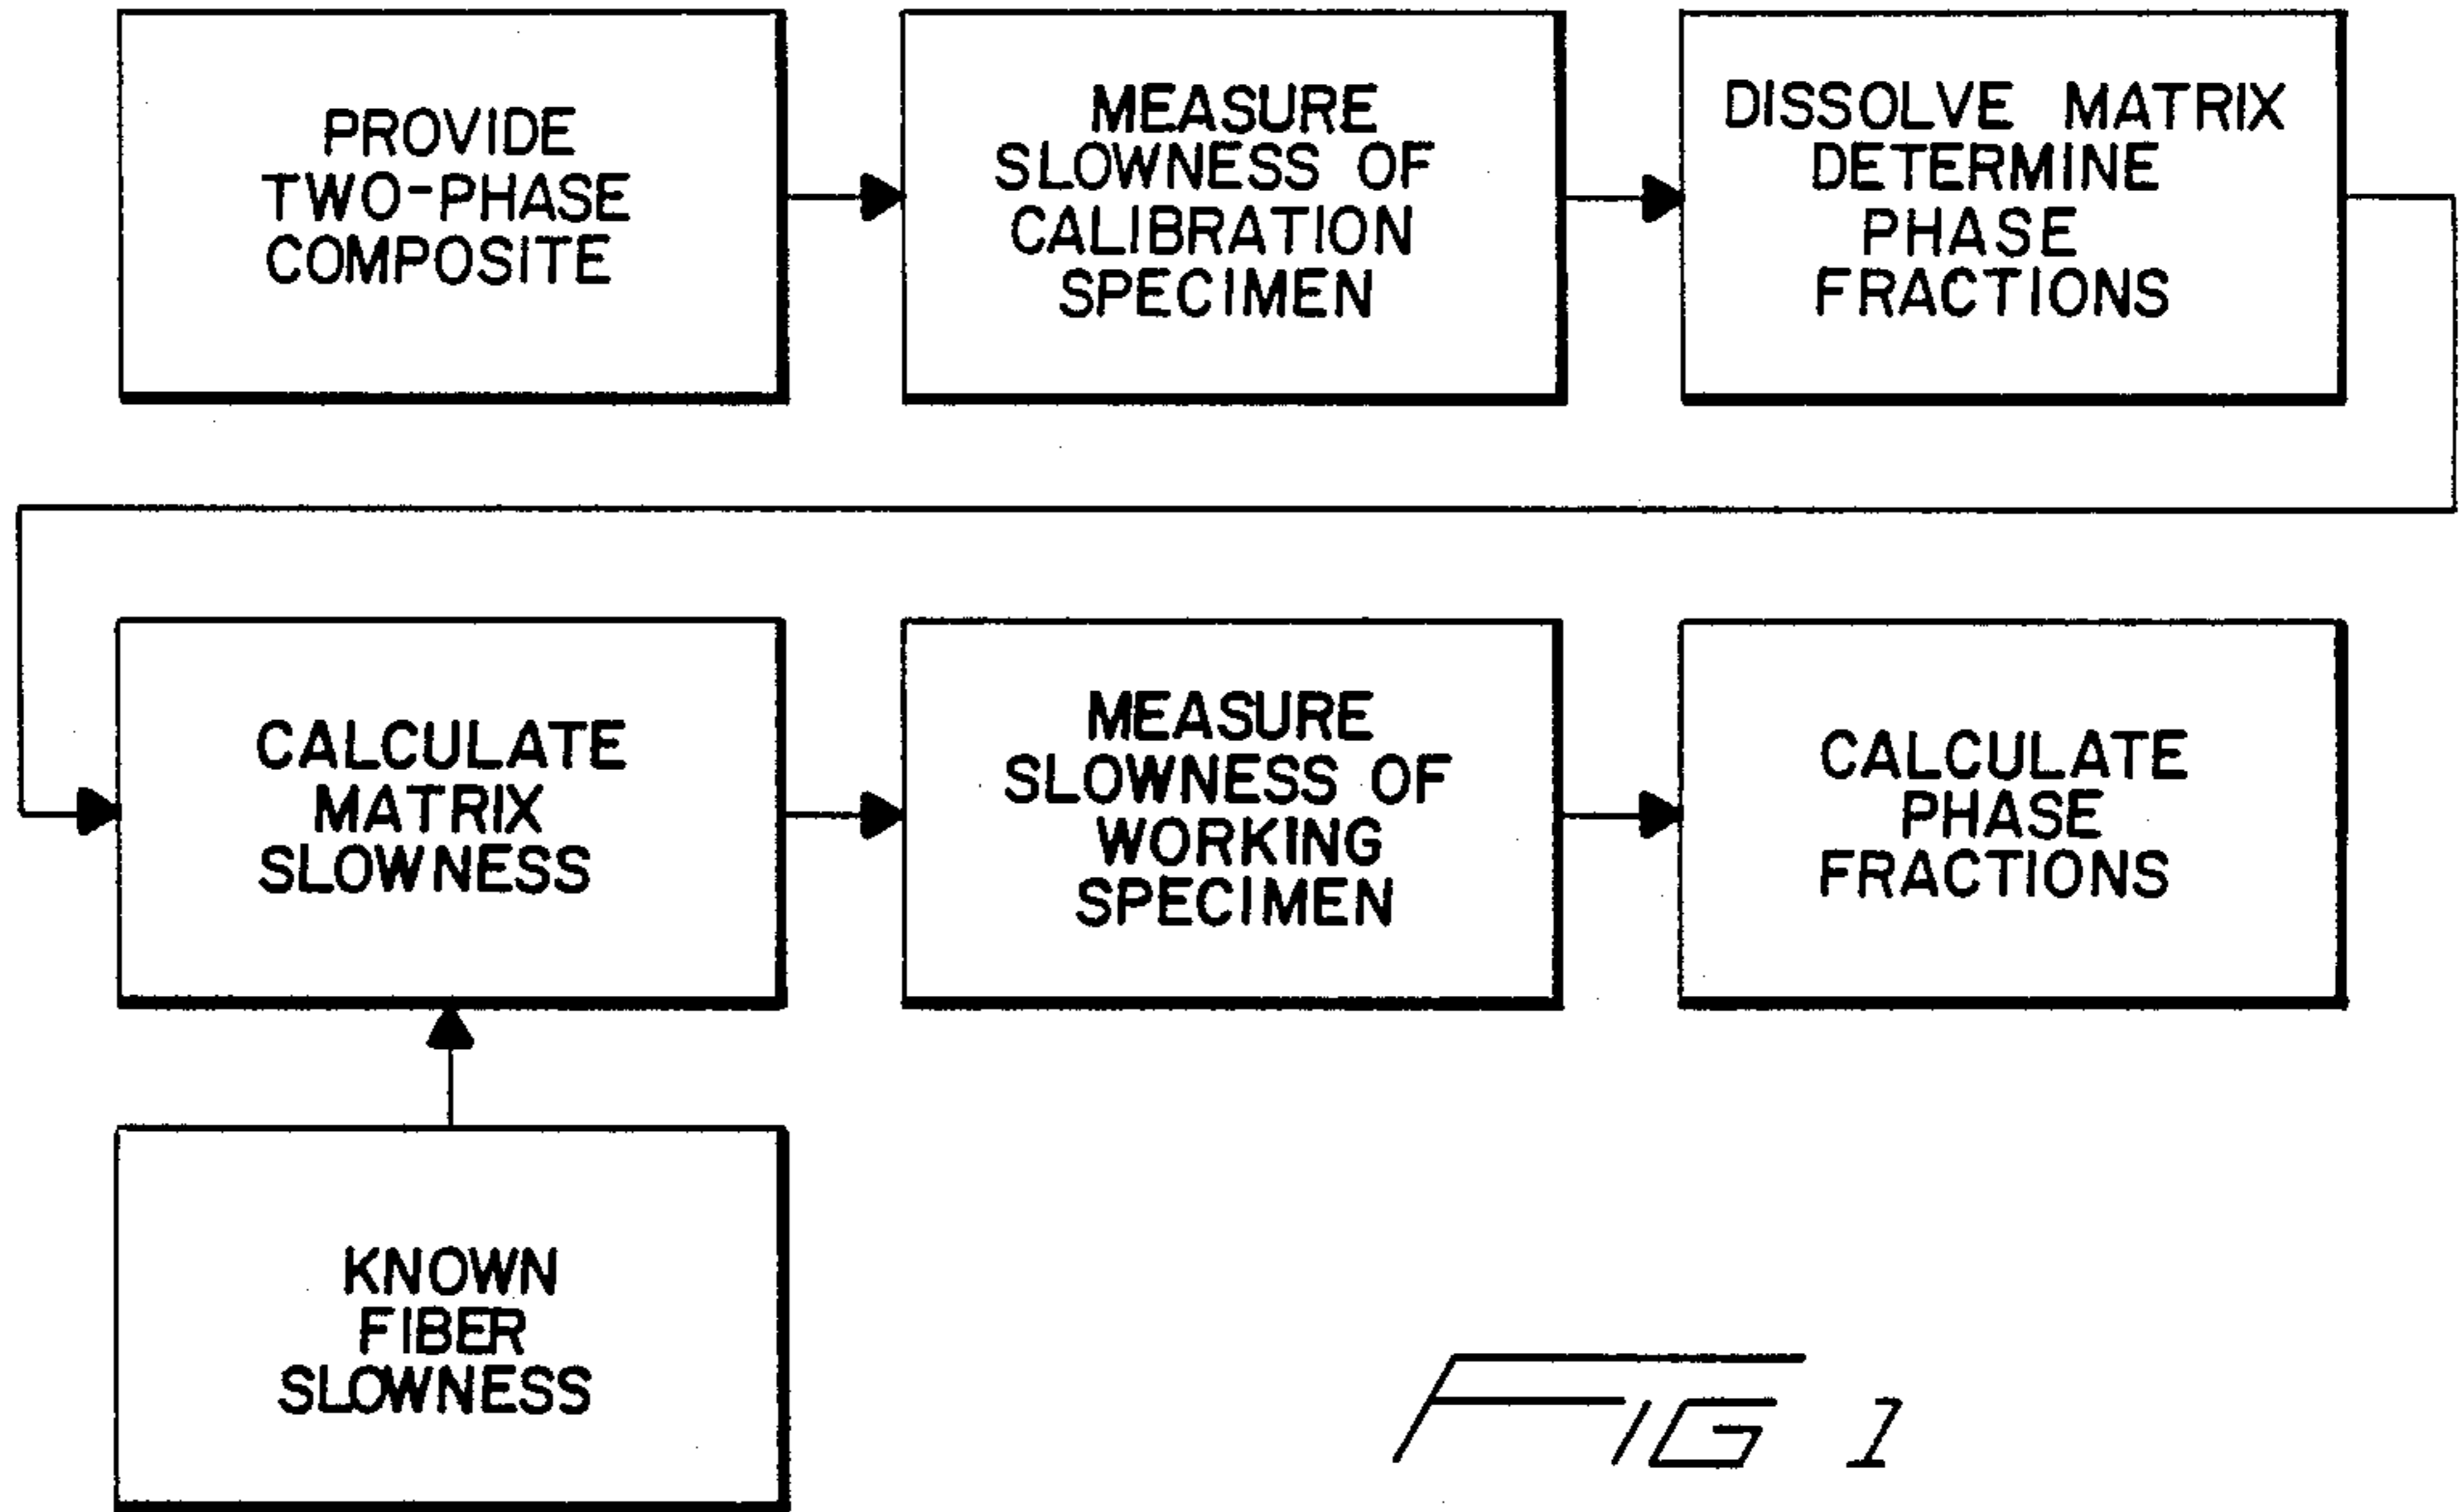 PROVIDE
TWO-PHASE
COMPOSITE
MEASURE
SLOWNESS OF
CALIBRATION
SPECIMEN
DISSOLVE MATRIX
DETERMINE
PHASE
FRACTIONS
CALCULATE
MATRIX
SLOWNESS
MEASURE
SLOWNESS OF
WORKING
SPECIMEN
CALCULATE
PHASE
FRACTIONS
KNOWN
FIBER
SLOWNESS
FIG 1